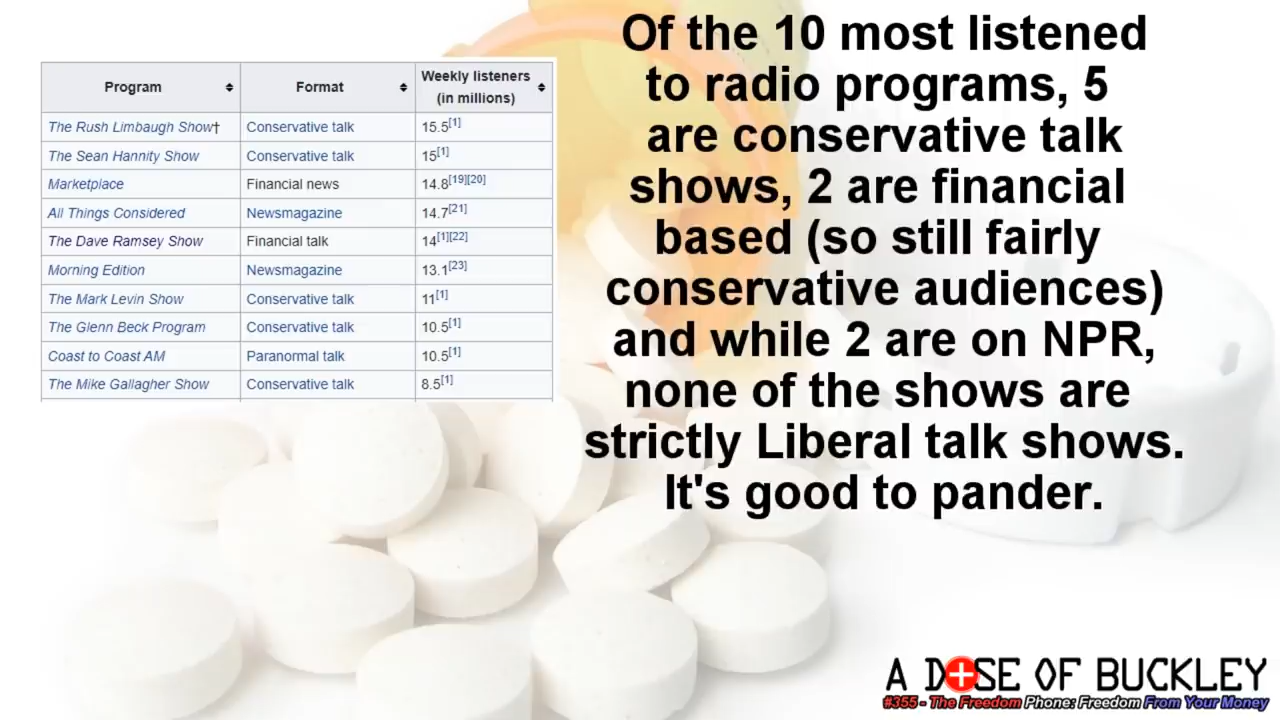 Of the 10 most listened
to radio programs, 5
are conservative talk
shows, 2 are financial
based (so still fairly
conservative audiences)
and while 2 are on NPR,
none of the shows are
strictly Liberal talk shows.
It's good to pander.
Program Format Weekly listeners
(in millions)
The Rush Limbaugh Show† Conservative talk 15.5[1]
The Sean Hannity Show Conservative talk 15[1]
Marketplace Financial news 14.8[19][20]
All Things Considered Newsmagazine 14.7[21]
The Dave Ramsey Show Financial talk 14[1][22]
Morning Edition Newsmagazine 13.1[23]
The Mark Levin Show Conservative talk 11[1]
The Glenn Beck Program Conservative talk 10.5[1]
Coast to Coast AM Paranormal talk 10.5[1]
The Mike Gallagher Show Conservative talk 8.5[1]
A DOSE OF BUCKLEY
#355 - The Freedom Phone: Freedom From Your Money